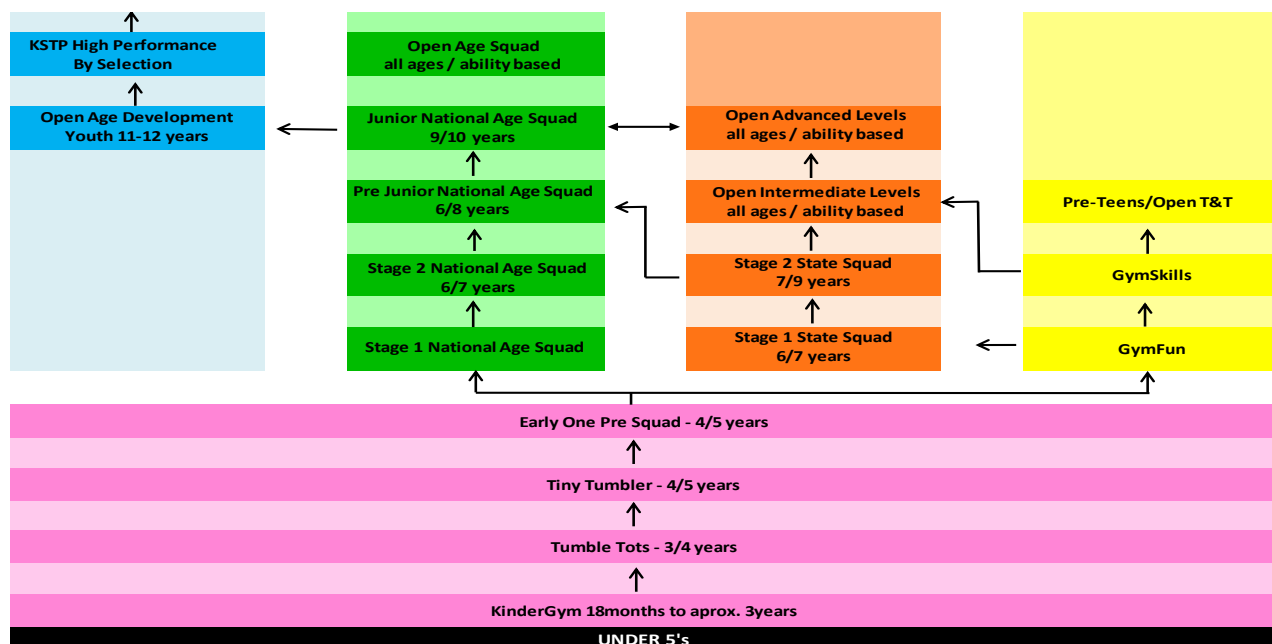 KSTP High Performance
By Selection
Open Age Squad
all ages / ability based
Open Age Development
Youth 11-12 years
Junior National Age Squad
9/10 years
Open Advanced Levels
all ages / ability based
Pre Junior National Age Squad
6/8 years
Open Intermediate Levels
all ages / ability based
Pre-Teens/Open T&T
Stage 2 National Age Squad
6/7 years
Stage 2 State Squad
7/9 years
GymSkills
Stage 1 National Age Squad
Stage 1 State Squad
6/7 years
GymFun
Early One Pre Squad - 4/5 years
Tiny Tumbler - 4/5 years
Tumble Tots - 3/4 years
KinderGym 18months to aprox. 3years
UNDER 5's